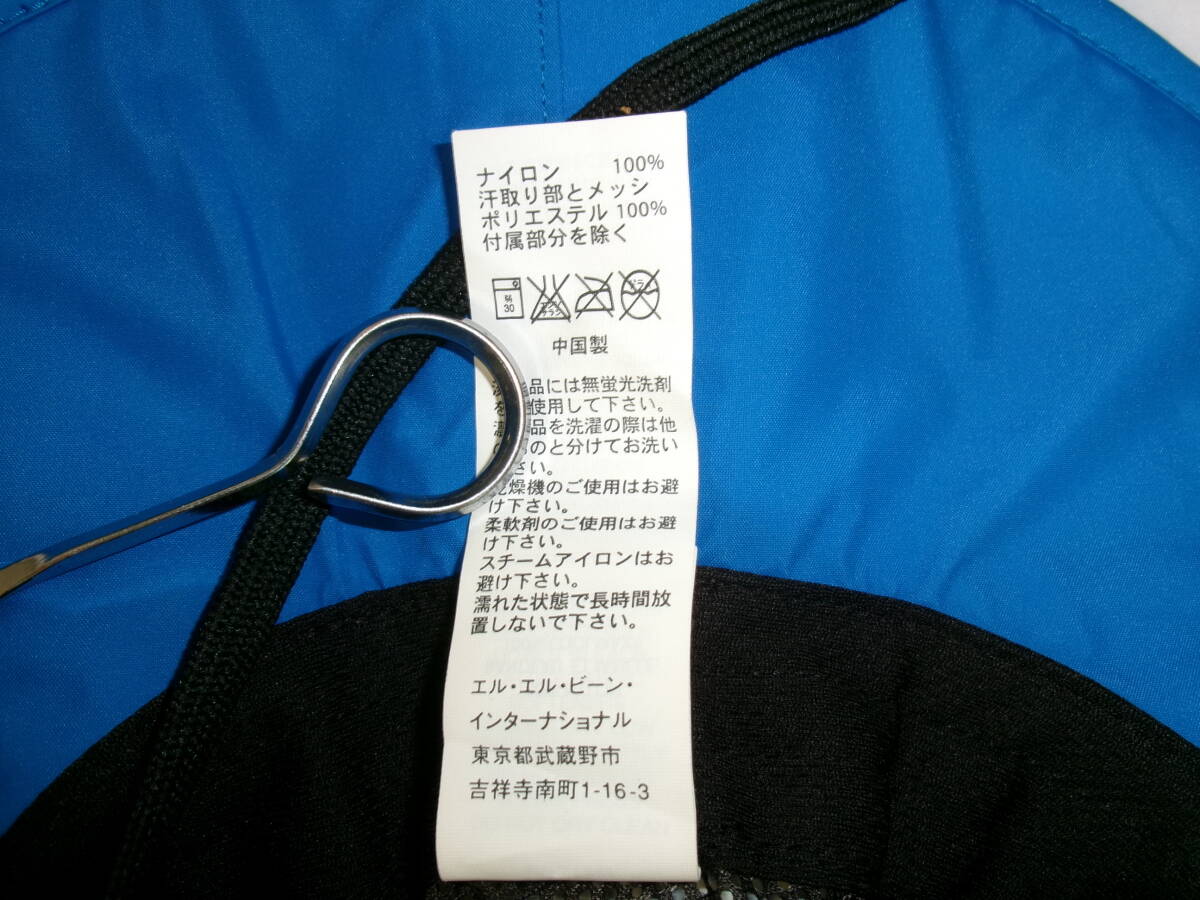 ナイロン 100%
汗取り部とメッシ
ポリエステル 100%
付属部分を除く
弱
30
中国製
品には無蛍光洗剤
を使用して下さい。
濃 品を洗濯の際は他
のと分けてお洗い
さい。
乾燥機のご使用はお避
け下さい。
柔軟剤のご使用はお避
け下さい。
スチームアイロンはお
避け下さい。
濡れた状態で長時間放
置しないで下さい。
エル・エル・ビーン・
インターナショナル
東京都武蔵野市
吉祥寺南町1-16-3